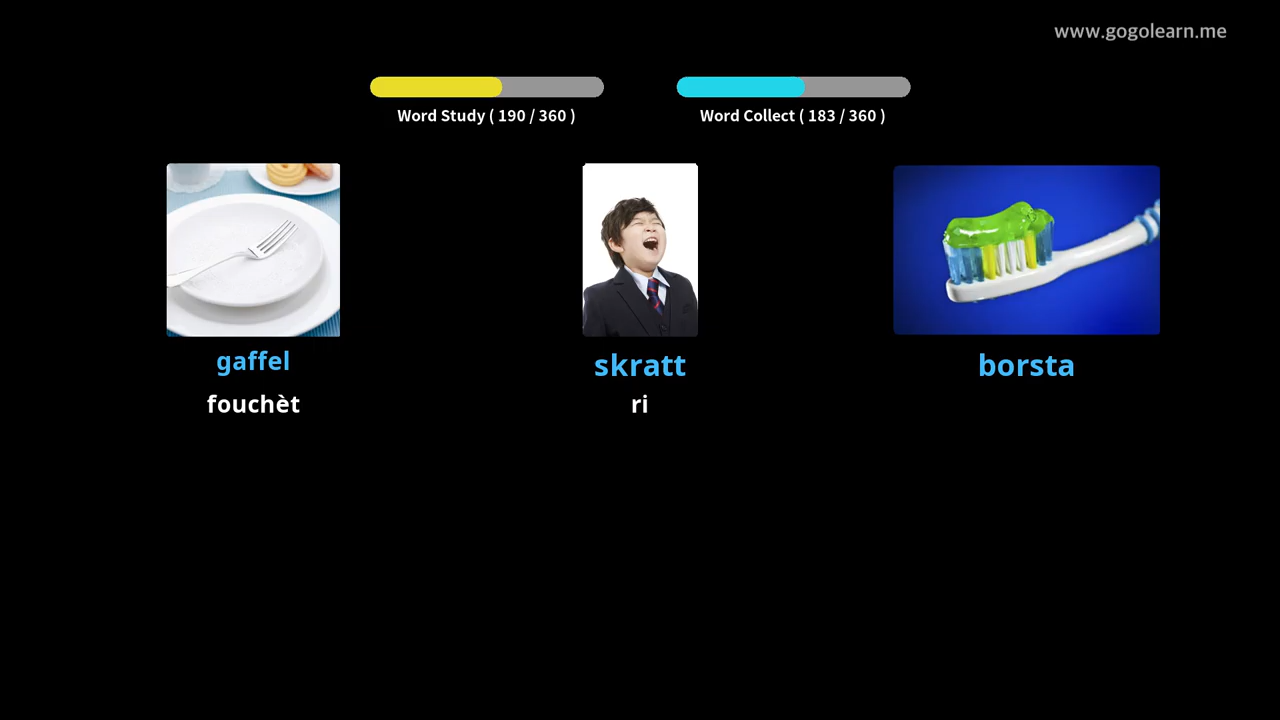 www.gogolearn.me
Word Study ( 190 / 360 )
Word Collect ( 183 / 360 )
gaffel
skratt
borsta
fouchèt
ri